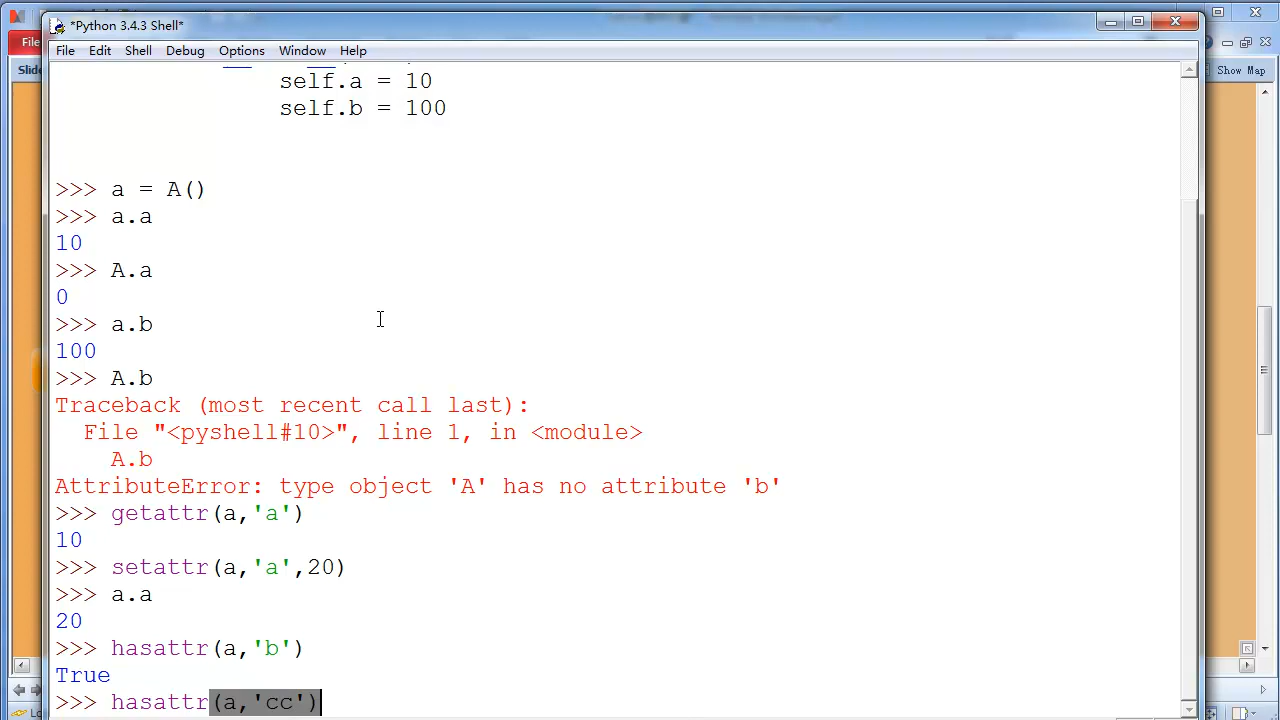 *Python 3.4.3 Shell*
File
File Edit Shell Debug Options Window Help
Show Map
self.a = 10
self.b = 100
>>> a = A()
>>> a.a
10
>>> A.a
0
>>> a.b
100
>>> A.b
Traceback (most recent call last):
File "<pyshell#10>", line 1, in <module>
A.b
AttributeError: type object 'A' has no attribute 'b'
>>> getattr(a,'a')
10
>>> setattr(a,'a',20)
>>> a.a
20
>>> hasattr(a,'b')
True
>>> hasattr(a,'cc')